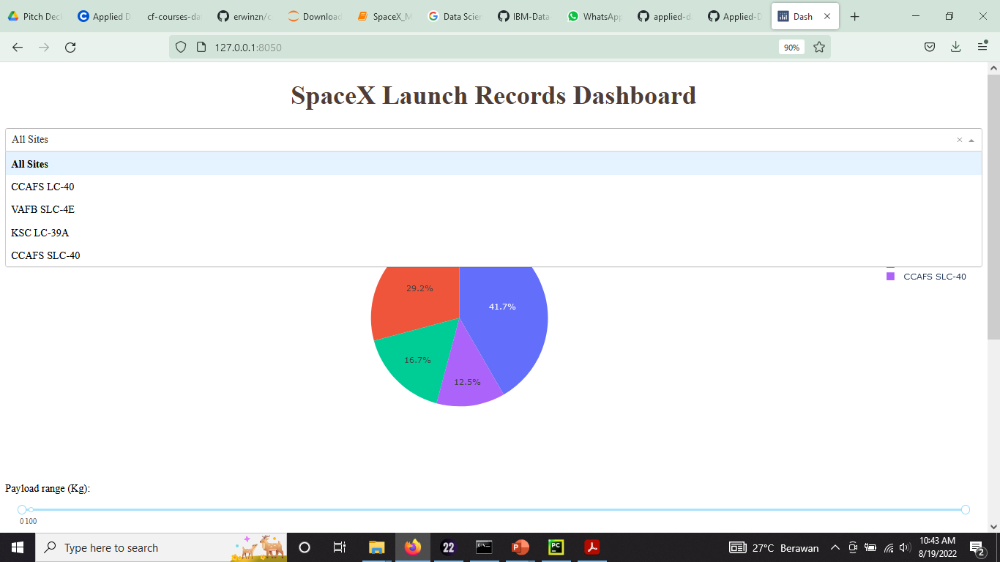 Pitch Deck
Applied D
cf-courses-da
erwinzn/c
Download
SpaceX_M
Data Scier
IBM-Data-
WhatsApp
applied-d
Applied-D
Dash
127.0.0.1:8050
90%
SpaceX Launch Records Dashboard
All Sites
All Sites
CCAFS LC-40
VAFB SLC-4E
KSC LC-39A
CCAFS SLC-40
CCAFS SLC-40
29.2%
41.7%
16.7%
12.5%
Payload range (Kg):
0 100
Type here to search
22
PC
27°C Berawan
10:43 AM
8/19/2022
2